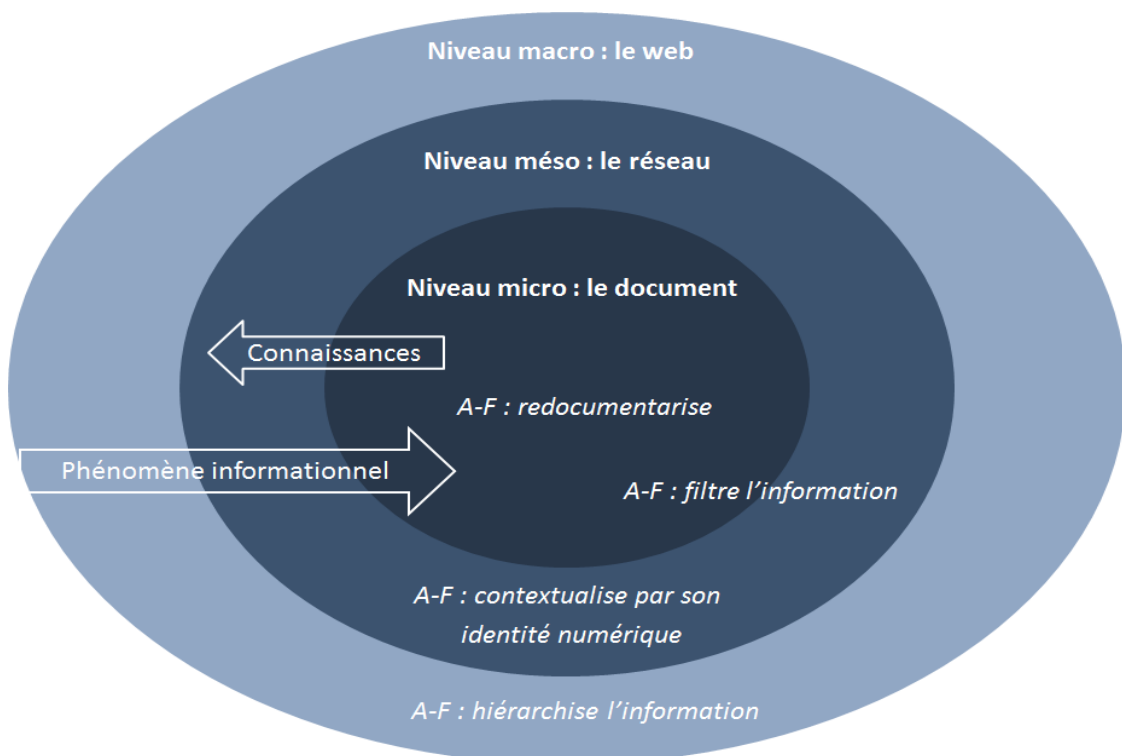 Niveau macro : le web
Niveau méso : le réseau
Niveau micro : le document
Connaissances
A-F : redocumentarise
Phénomène informationnel
A-F : filtre l’information
A-F : contextualise par son
identité numérique
A-F : hiérarchise l’information